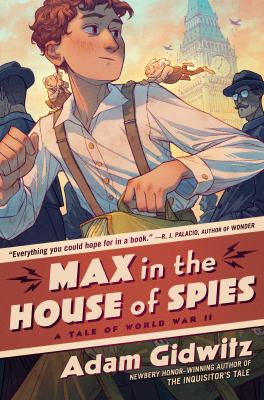 "Everything you could hope for in a book." —R. J. PALACIO, AUTHOR OF WONDER
MAX in the
HOUSE of SPIES
A TALE OF WORLD WAR II
Adam Gidwitz
NEWBERY HONOR–WINNING AUTHOR OF
THE INQUISITOR'S TALE